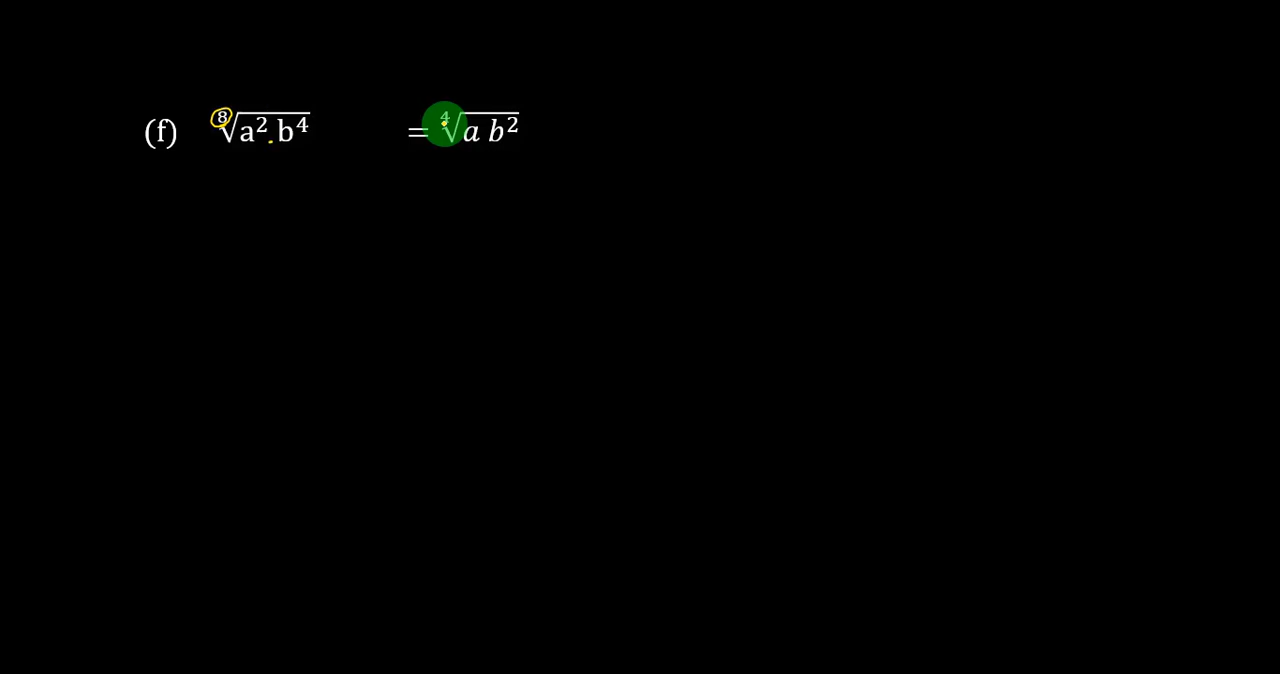 (f) ⁸√a² b⁴ = ⁴√a b²